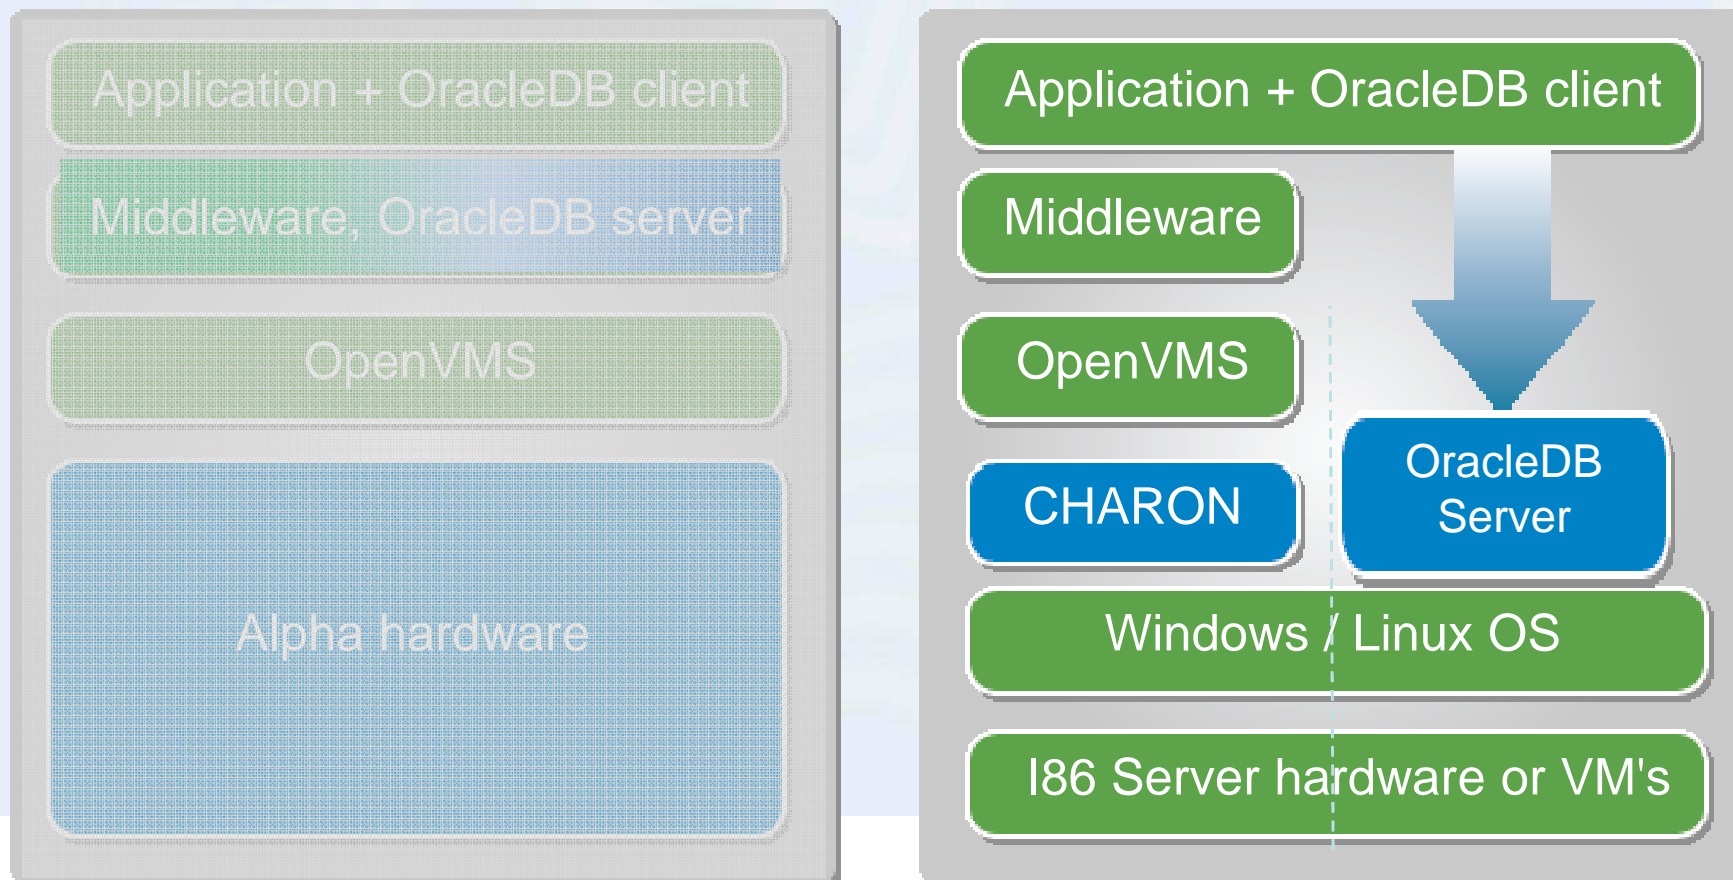 Application + OracleDB client
Middleware, OracleDB server
OpenVMS
Alpha hardware
Application + OracleDB client
Middleware
OpenVMS
CHARON
OracleDB
Server
Windows / Linux OS
I86 Server hardware or VM's